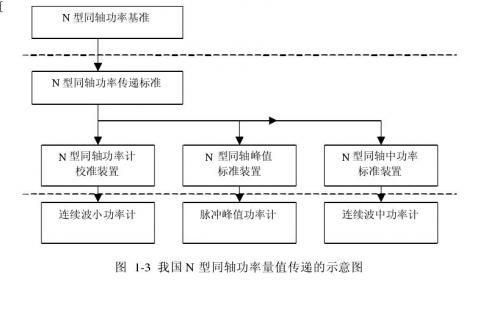 N 型同轴功率基准
N 型同轴功率传递标准
N 型同轴功率计
校准装置
N 型同轴峰值
标准装置
N 型同轴中功率
标准装置
连续波小功率计
脉冲峰值功率计
连续波中功率计
图 1-3 我国 N 型同轴功率量值传递的示意图